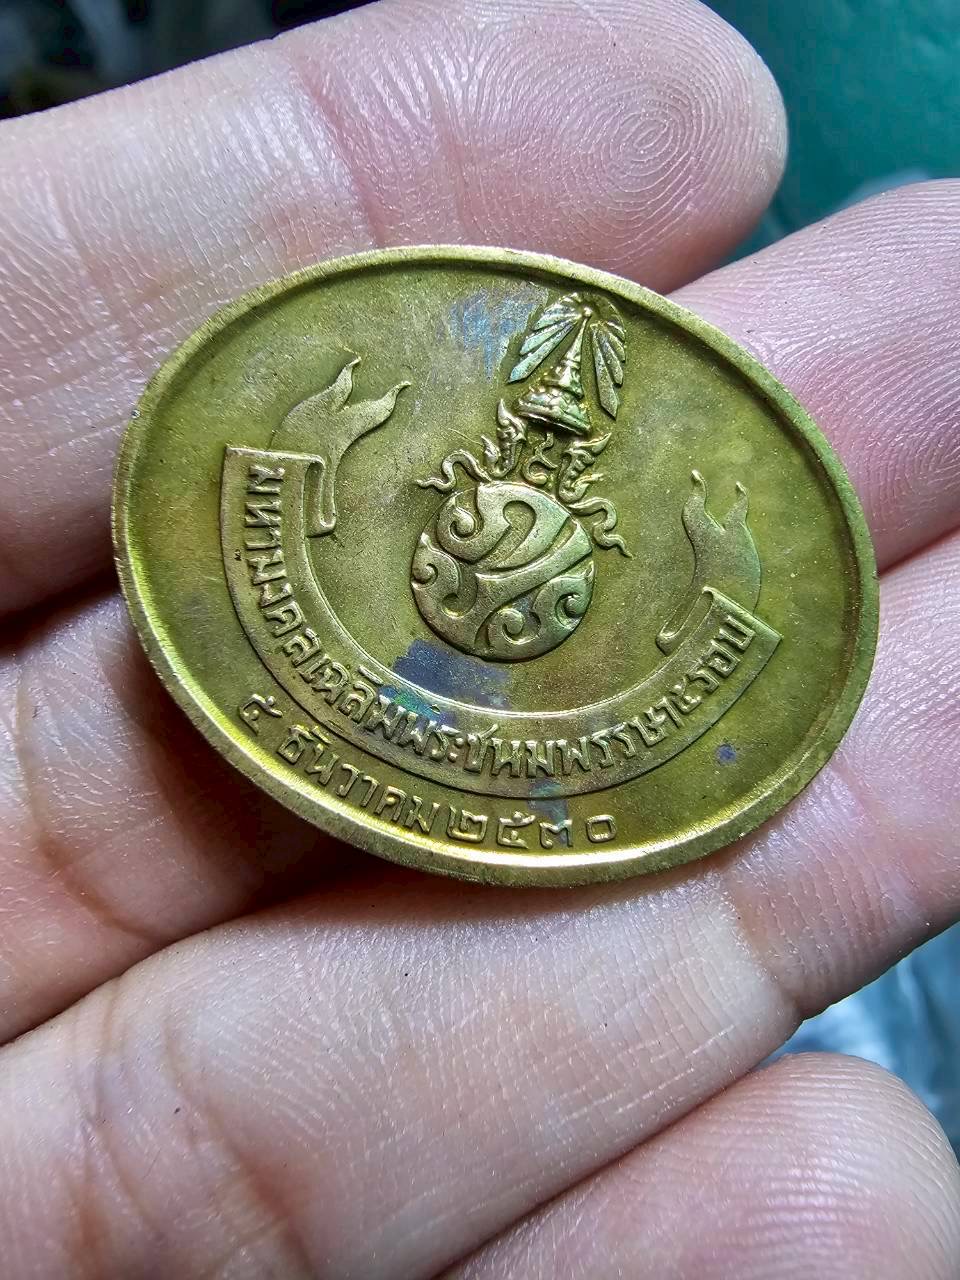 มหามงคลเฉลิมพระชนมพรรษา๕รอบ
๕ ธันวาคม ๒๕๓๐